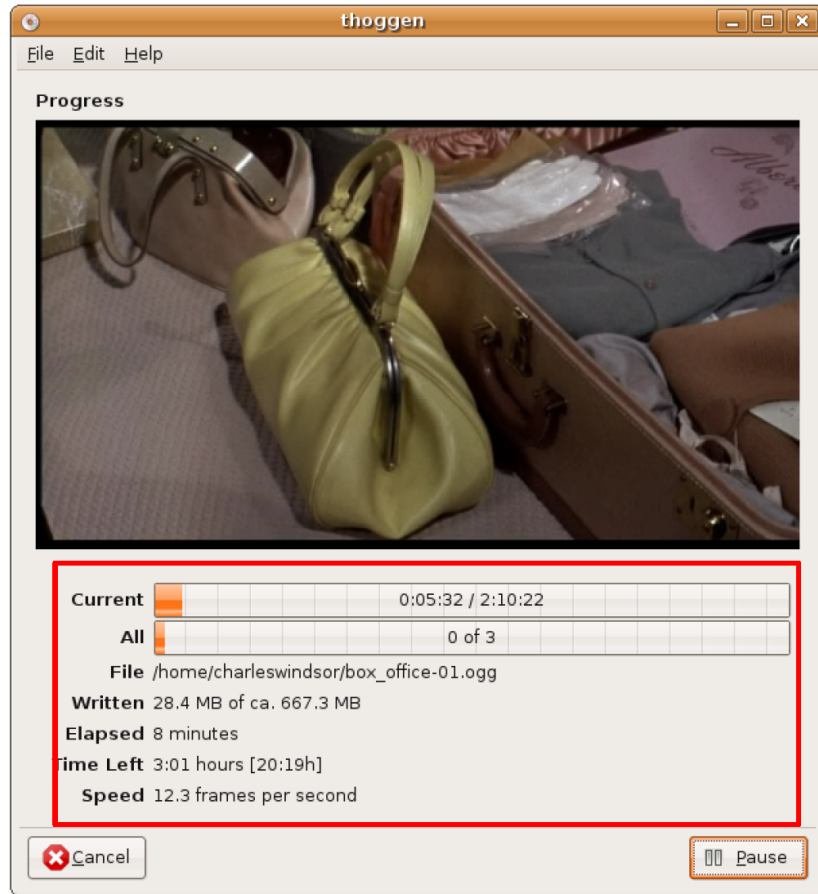 thoggen
File Edit Help
Progress
Current 0:05:32 / 2:10:22
All 0 of 3
File /home/charleswindsor/box_office-01.ogg
Written 28.4 MB of ca. 667.3 MB
Elapsed 8 minutes
Time Left 3:01 hours [20:19h]
Speed 12.3 frames per second
Cancel Pause